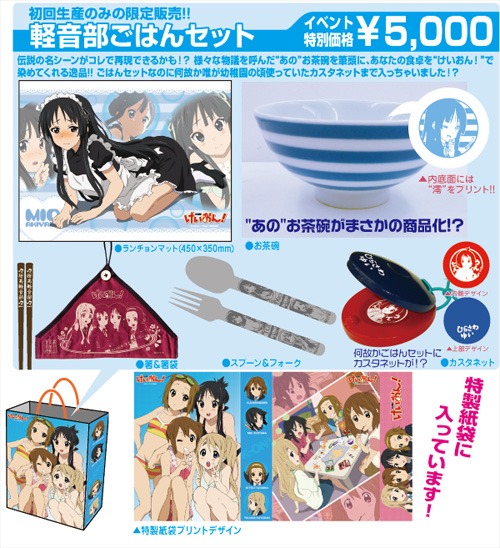 初回生産のみの限定販売!!
軽音部ごはんセット
イベント
特別価格
￥5,000
伝説の名シーンがコレで再現できるかも!? 様々な物議を呼んだ"あの"お茶碗を筆頭に、あなたの食卓を"けいおん！"で
染めてくれる逸品!! ごはんセットなのに何故か唯が幼稚園の頃使っていたカスタネットまで入っちゃいました!?
MIO
AKIYAMA
けいおん!
▲内底面には
"澪"をプリント!!
"あの"お茶碗がまさかの商品化!?
●ランチョンマット(450×350mm)
●お茶碗
けいおん!
●箸&箸袋
●スプーン&フォーク
ひらさわ
ゆい
▲上部デザイン
何故かごはんセットに
カスタネットが!?
●カスタネット
けいおん!
けいおん!
けいおん!
特製紙袋に
入っています！
▲特製紙袋プリントデザイン